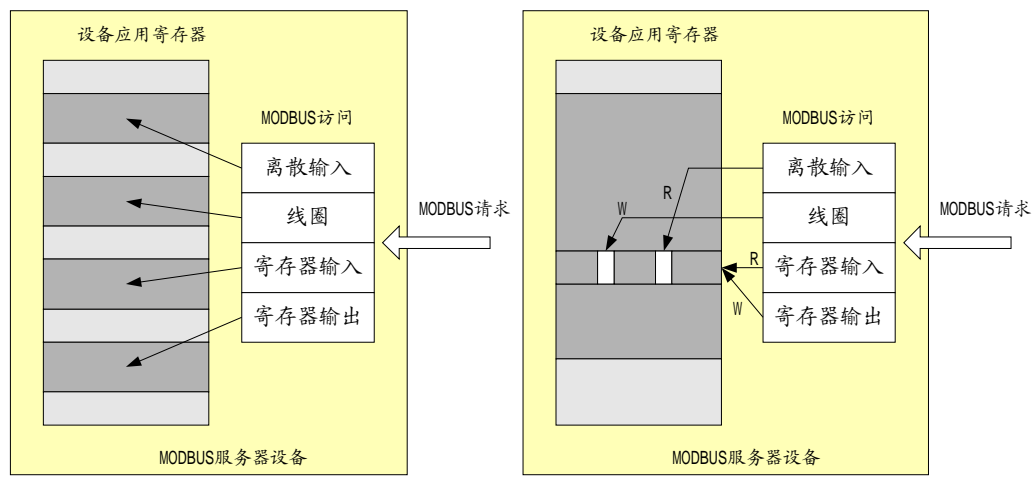 设备应用寄存器
MODBUS访问
离散输入
线圈
寄存器输入
寄存器输出
MODBUS请求
MODBUS服务器设备
设备应用寄存器
MODBUS访问
离散输入
R
W
线圈
R
寄存器输入
W
寄存器输出
MODBUS请求
MODBUS服务器设备